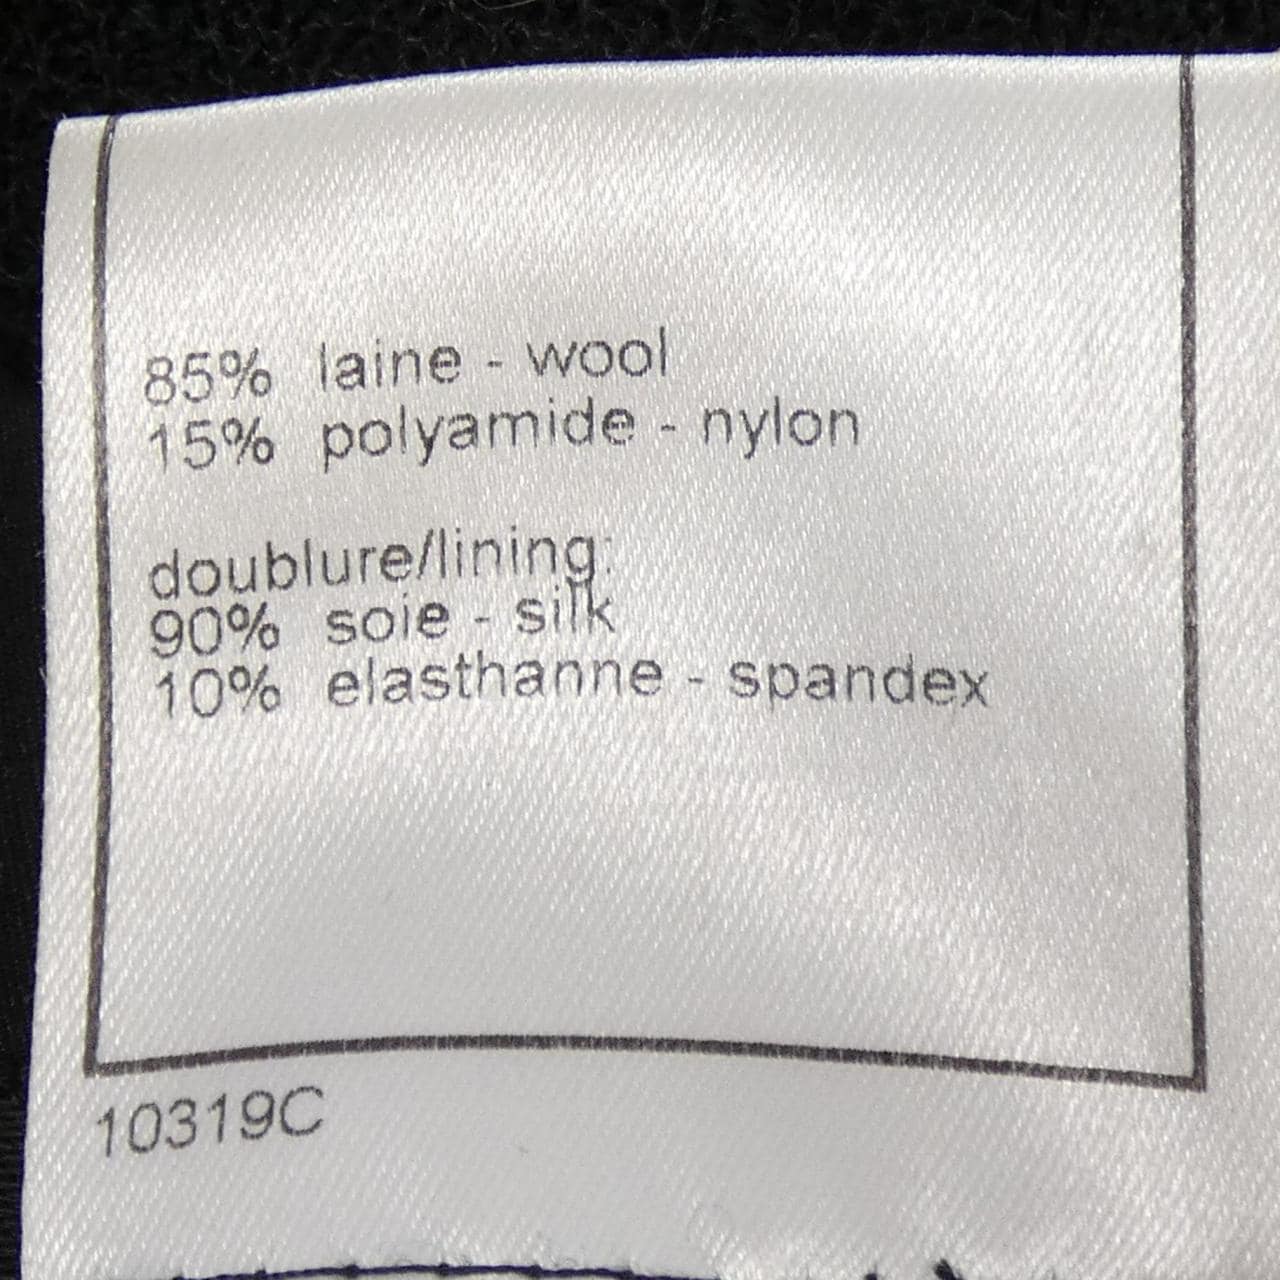 85% laine - wool
15% polyamide - nylon
doublure/lining:
90% soie - silk
10% elasthanne - spandex
10319C